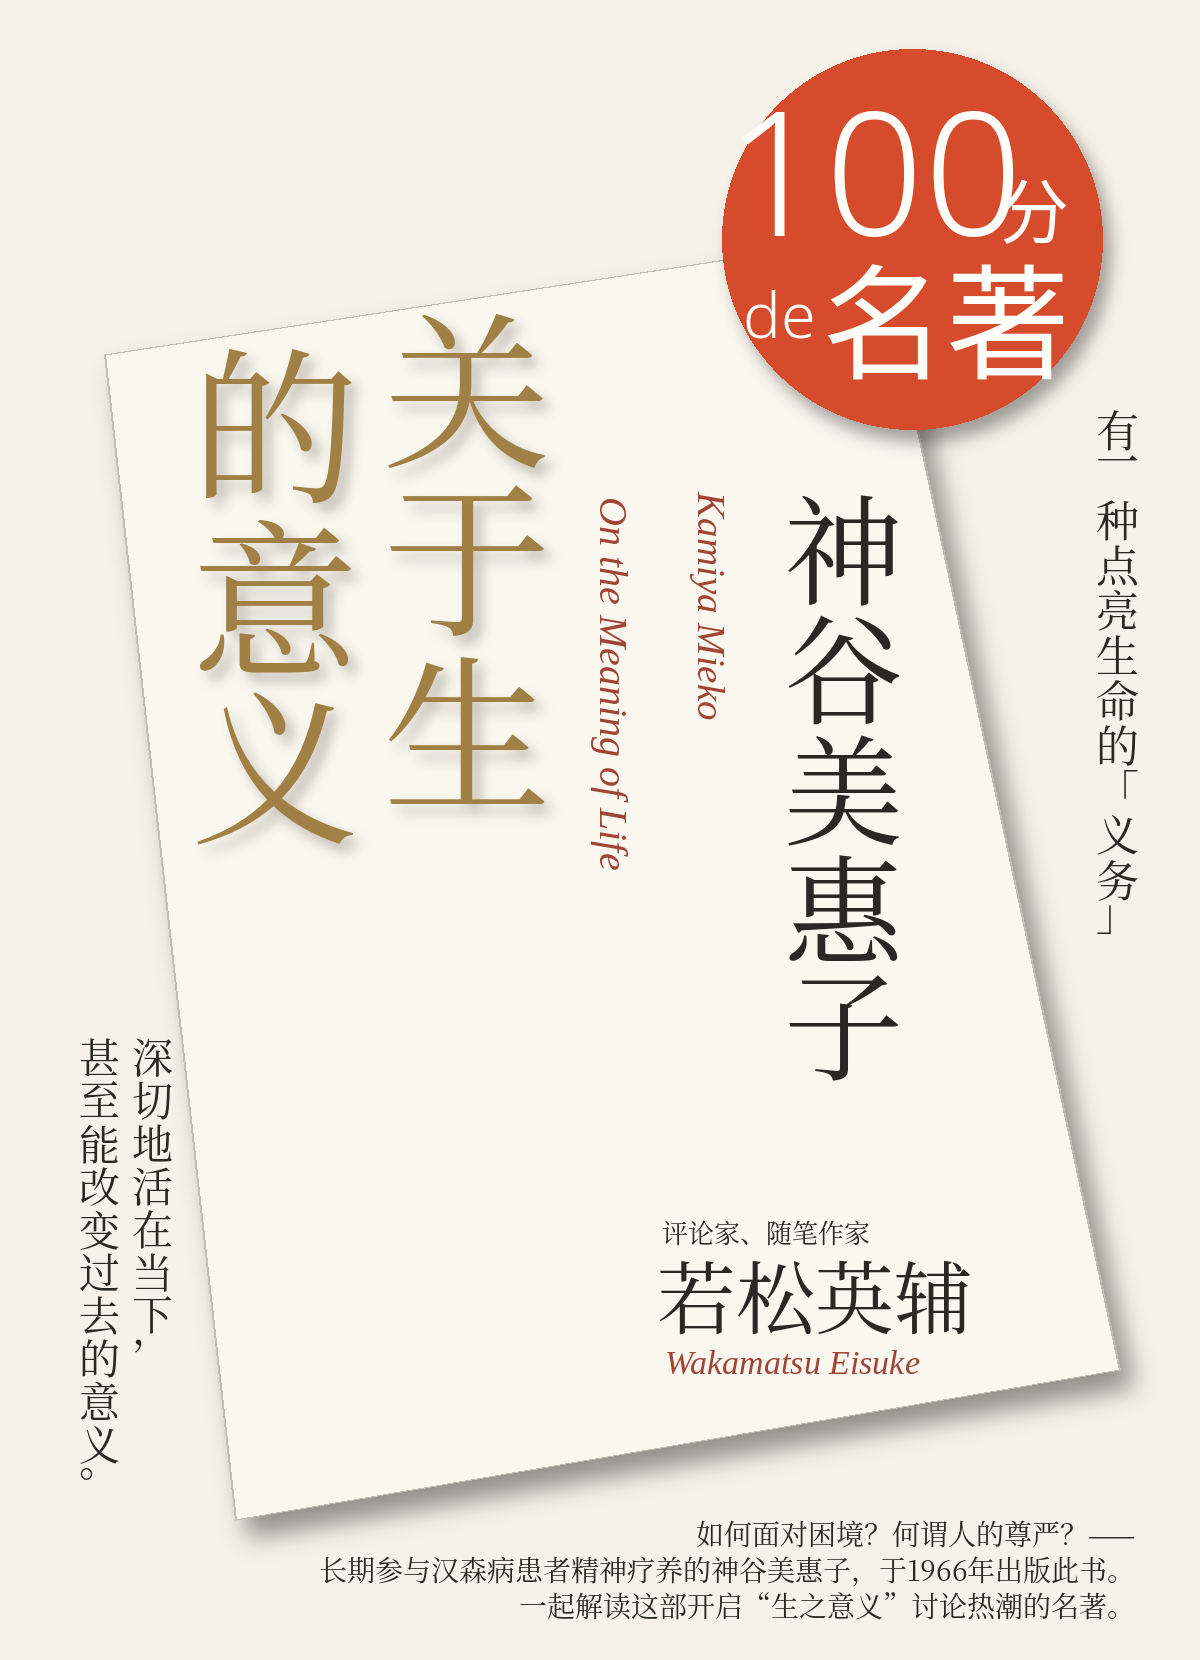 100分
de名著
关于生
的意义
On the Meaning of Life
Kamiya Mieko
神谷美惠子
有一种点亮生命的「义务」
深切地活在当下，
甚至能改变过去的意义。
评论家、随笔作家
若松英辅
Wakamatsu Eisuke
如何面对困境？何谓人的尊严？——
长期参与汉森病患者精神疗养的神谷美惠子，于1966年出版此书。
一起解读这部开启“生之意义”讨论热潮的名著。